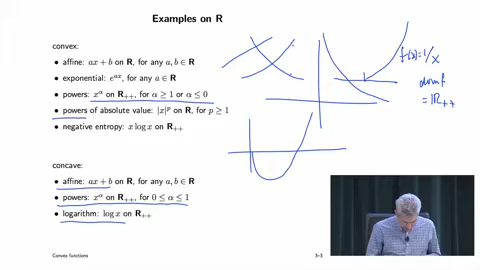 Examples on R
convex:
• affine: ax + b on R, for any a, b ∈ R
• exponential: e^{ax}, for any a ∈ R
• powers: x^α on R₊₊, for α ≥ 1 or α ≤ 0
• powers of absolute value: |x|^p on R, for p ≥ 1
• negative entropy: x log x on R₊₊
concave:
• affine: ax + b on R, for any a, b ∈ R
• powers: x^α on R₊₊, for 0 ≤ α ≤ 1
• logarithm: log x on R₊₊
f(x)=1/x
dom f
= R₊₊
Convex functions
3-3